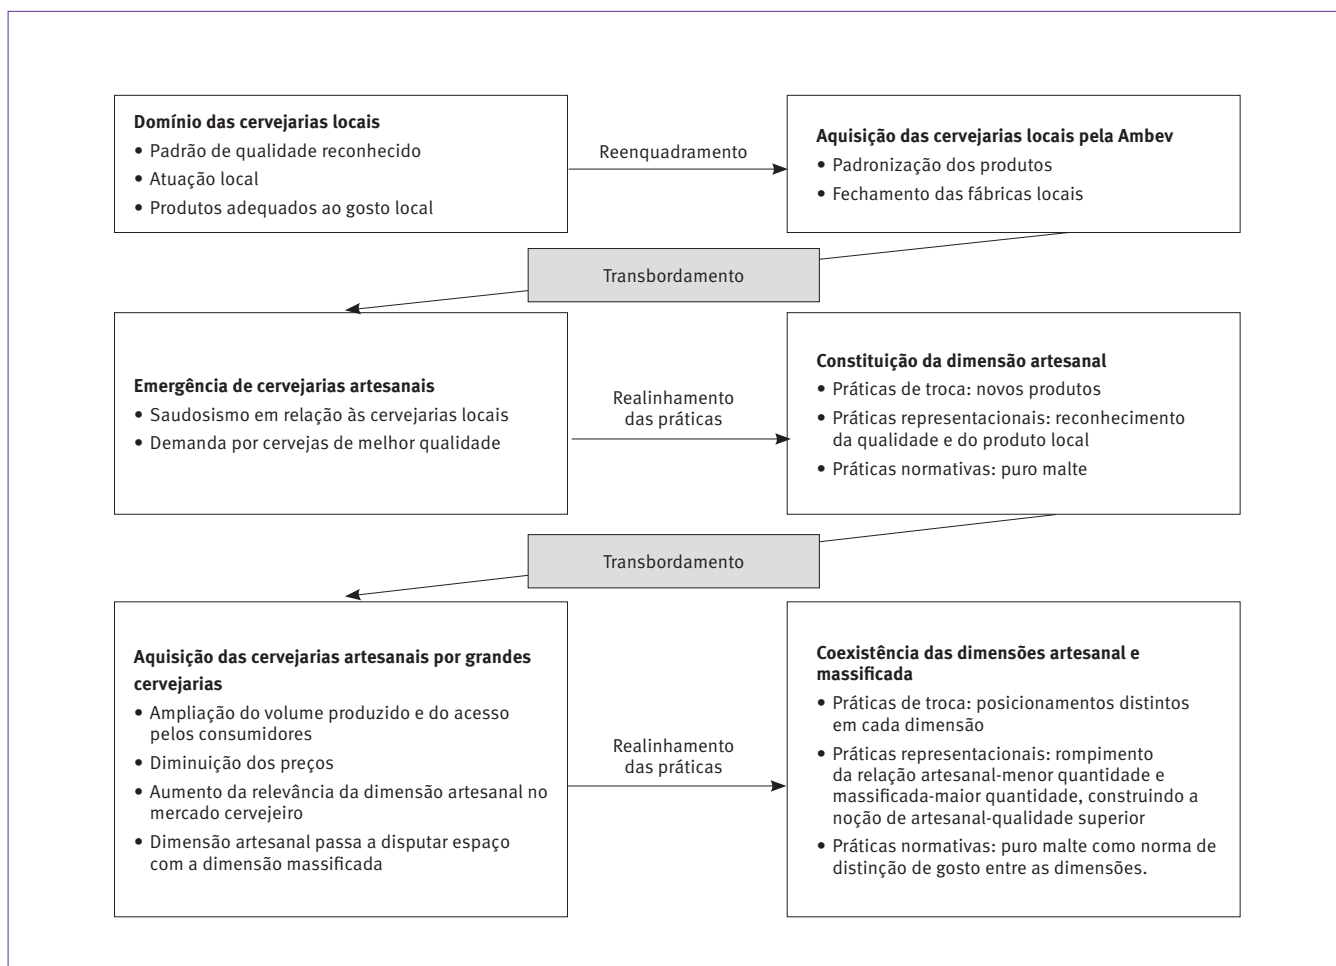 Domínio das cervejarias locais
• Padrão de qualidade reconhecido
• Atuação local
• Produtos adequados ao gosto local
Reenquadramento
Aquisição das cervejarias locais pela Ambev
• Padronização dos produtos
• Fechamento das fábricas locais
Transbordamento
Emergência de cervejarias artesanais
• Saudosismo em relação às cervejarias locais
• Demanda por cervejas de melhor qualidade
Realinhamento
das práticas
Constituição da dimensão artesanal
• Práticas de troca: novos produtos
• Práticas representacionais: reconhecimento
da qualidade e do produto local
• Práticas normativas: puro malte
Transbordamento
Aquisição das cervejarias artesanais por grandes
cervejarias
• Ampliação do volume produzido e do acesso
pelos consumidores
• Diminuição dos preços
• Aumento da relevância da dimensão artesanal no
mercado cervejeiro
• Dimensão artesanal passa a disputar espaço
com a dimensão massificada
Realinhamento
das práticas
Coexistência das dimensões artesanal e
massificada
• Práticas de troca: posicionamentos distintos
em cada dimensão
• Práticas representacionais: rompimento
da relação artesanal-menor quantidade e
massificada-maior quantidade, construindo a
noção de artesanal-qualidade superior
• Práticas normativas: puro malte como norma de
distinção de gosto entre as dimensões.